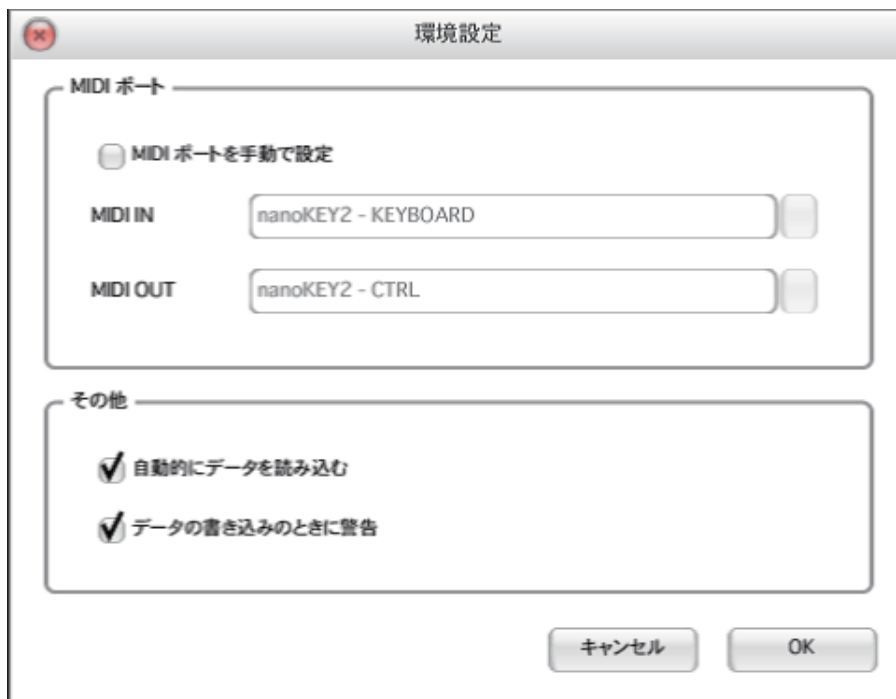 環境設定
MIDI ポート
MIDI ポートを手動で設定
MIDI IN nanoKEY2 - KEYBOARD
MIDI OUT nanoKEY2 - CTRL
その他
自動的にデータを読み込む
データの書き込みのときに警告
キャンセル OK